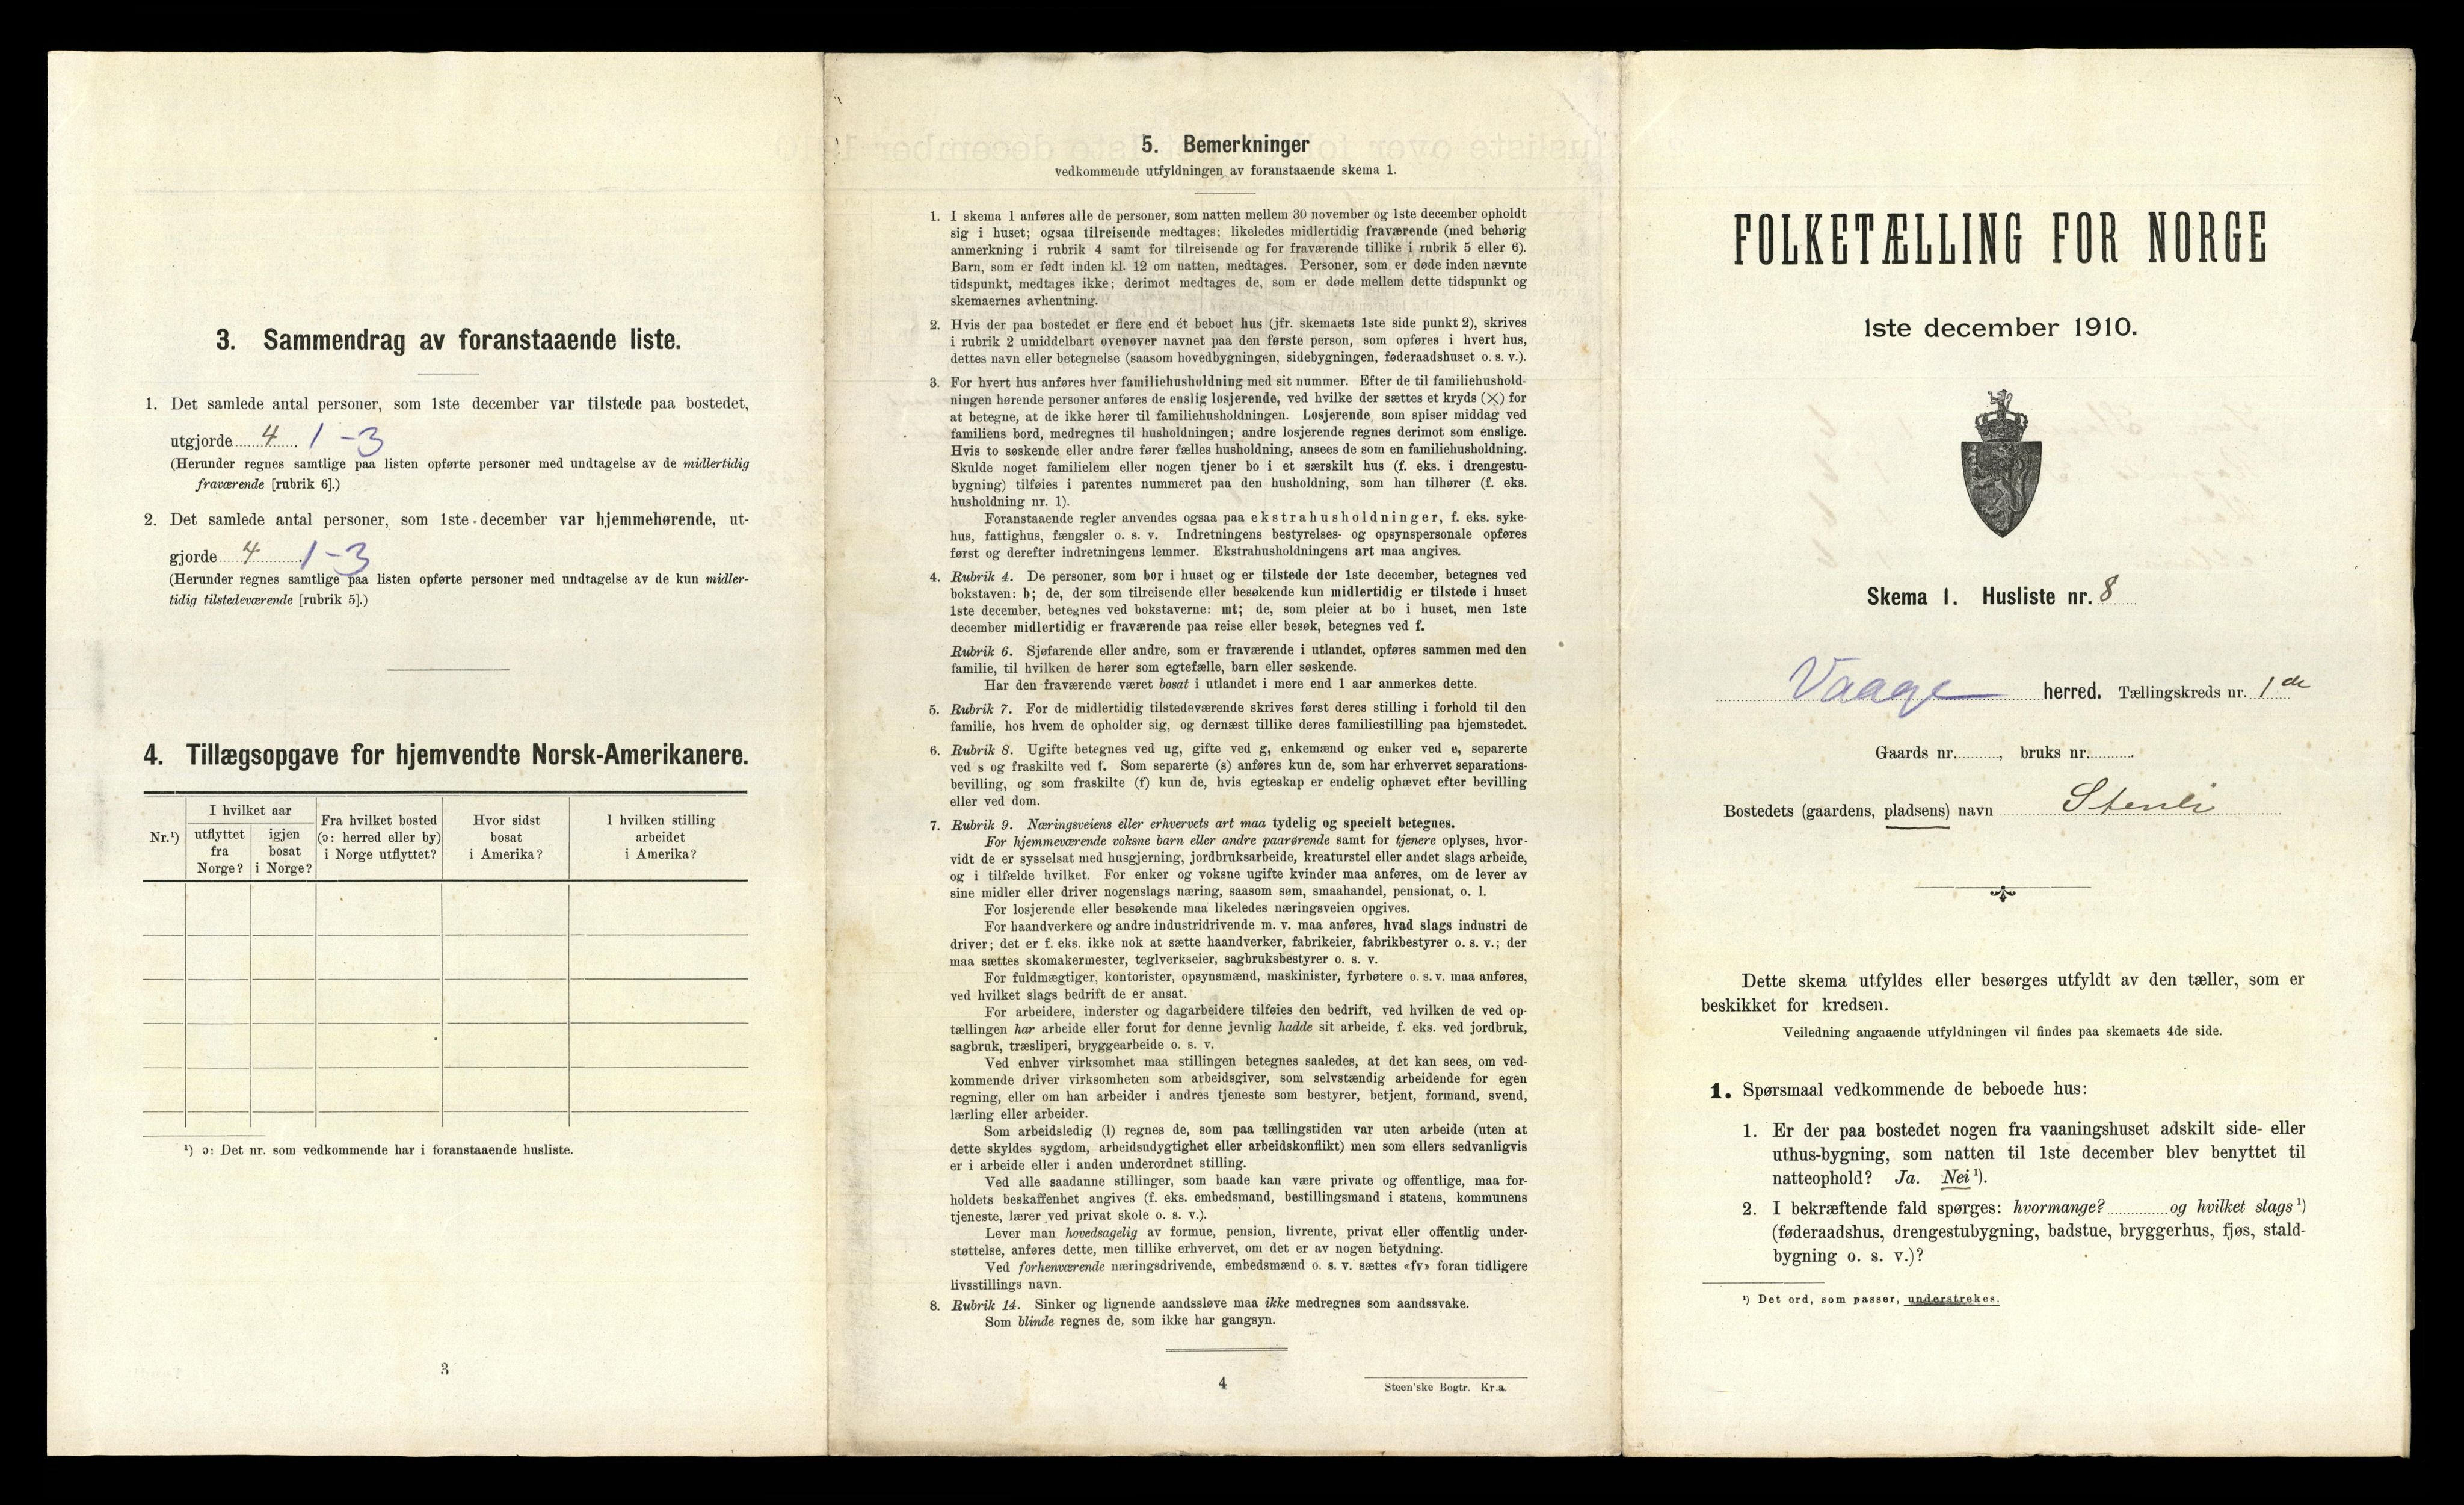 3. Sammendrag av foranstaaende liste.
1. Det samlede antal personer, som 1ste december var tilstede paa bostedet,
utgjorde 4 . 1 - 3
(Herunder regnes samtlige paa listen opførte personer med undtagelse av de midlertidig
fraværende [rubrik 6].)
2. Det samlede antal personer, som 1ste december var hjemmehørende, ut-
gjorde 4 . 1 - 3
(Herunder regnes samtlige paa listen opførte personer med undtagelse av de kun midler-
tidig tilstedeværende [rubrik 5].)
4. Tillægsopgave for hjemvendte Norsk-Amerikanere.
Nr.¹)
I hvilket aar
utflyttet
fra
Norge?
igjen
bosat
i Norge?
Fra hvilket bosted
(ɔ: herred eller by)
i Norge utflyttet?
Hvor sidst
bosat
i Amerika?
I hvilken stilling
arbeidet
i Amerika?
¹) ɔ: Det nr. som vedkommende har i foranstaaende husliste.
3
5. Bemerkninger
vedkommende utfyldningen av foranstaaende skema 1.
1. I skema 1 anføres alle de personer, som natten mellem 30 november og 1ste december opholdt
sig i huset; ogsaa tilreisende medtages; likeledes midlertidig fraværende (med behørig
anmerkning i rubrik 4 samt for tilreisende og for fraværende tillike i rubrik 5 eller 6).
Barn, som er født inden kl. 12 om natten, medtages. Personer, som er døde inden nævnte
tidspunkt, medtages ikke; derimot medtages de, som er døde mellem dette tidspunkt og
skemaernes avhentning.
2. Hvis der paa bostedet er flere end ét beboet hus (jfr. skemaets 1ste side punkt 2), skrives
i rubrik 2 umiddelbart ovenover navnet paa den første person, som opføres i hvert hus,
dettes navn eller betegnelse (saasom hovedbygningen, sidebygningen, føderaadshuset o. s. v.).
3. For hvert hus anføres hver familiehusholdning med sit nummer. Efter de til familiehushold-
ningen hørende personer anføres de enslig losjerende, ved hvilke der sættes et kryds (×) for
at betegne, at de ikke hører til familiehusholdningen. Losjerende, som spiser middag ved
familiens bord, medregnes til husholdningen; andre losjerende regnes derimot som enslige.
Hvis to søskende eller andre fører fælles husholdning, ansees de som en familiehusholdning.
Skulde noget familielem eller nogen tjener bo i et særskilt hus (f. eks. i drengestu-
bygning) tilføies i parentes nummeret paa den husholdning, som han tilhører (f. eks.
husholdning nr. 1).
Foranstaaende regler anvendes ogsaa paa ekstrahusholdninger, f. eks. syke-
hus, fattighus, fængsler o. s. v. Indretningens bestyrelses- og opsynspersonale opføres
først og derefter indretningens lemmer. Ekstrahusholdningens art maa angives.
4. Rubrik 4. De personer, som bor i huset og er tilstede der 1ste december, betegnes ved
bokstaven: b; de, der som tilreisende eller besøkende kun midlertidig er tilstede i huset
1ste december, betegnes ved bokstaverne: mt; de, som pleier at bo i huset, men 1ste
december midlertidig er fraværende paa reise eller besøk, betegnes ved f.
Rubrik 6. Sjøfarende eller andre, som er fraværende i utlandet, opføres sammen med den
familie, til hvilken de hører som egtefælle, barn eller søskende.
Har den fraværende været bosat i utlandet i mere end 1 aar anmerkes dette.
5. Rubrik 7. For de midlertidig tilstedeværende skrives først deres stilling i forhold til den
familie, hos hvem de opholder sig, og dernæst tillike deres familiestilling paa hjemstedet.
6. Rubrik 8. Ugifte betegnes ved ug, gifte ved g, enkemænd og enker ved e, separerte
ved s og fraskilte ved f. Som separerte (s) anføres kun de, som har erhvervet separations-
bevilling, og som fraskilte (f) kun de, hvis egteskap er endelig ophævet efter bevilling
eller ved dom.
7. Rubrik 9. Næringsveiens eller erhvervets art maa tydelig og specielt betegnes.
For hjemmeværende voksne barn eller andre paarørende samt for tjenere oplyses, hvor-
vidt de er sysselsat med husgjerning, jordbruksarbeide, kreaturstel eller andet slags arbeide,
og i tilfælde hvilket. For enker og voksne ugifte kvinder maa anføres, om de lever av
sine midler eller driver nogenslags næring, saasom søm, smaahandel, pensionat, o. l.
For losjerende eller besøkende maa likeledes næringsveien opgives.
For haandverkere og andre industridrivende m. v. maa anføres, hvad slags industri de
driver; det er f. eks. ikke nok at sætte haandverker, fabrikeier, fabrikbestyrer o. s. v.; der
maa sættes skomakermester, teglverkseier, sagbruksbestyrer o. s. v.
For fuldmægtiger, kontorister, opsynsmænd, maskinister, fyrbøtere o. s. v. maa anføres,
ved hvilket slags bedrift de er ansat.
For arbeidere, inderster og dagarbeidere tilføies den bedrift, ved hvilken de ved op-
tællingen har arbeide eller forut for denne jevnlig hadde sit arbeide, f. eks. ved jordbruk,
sagbruk, træsliperi, bryggearbeide o. s. v.
Ved enhver virksomhet maa stillingen betegnes saaledes, at det kan sees, om ved-
kommende driver virksomheten som arbeidsgiver, som selvstændig arbeidende for egen
regning, eller om han arbeider i andres tjeneste som bestyrer, betjent, formand, svend,
lærling eller arbeider.
Som arbeidsledig (l) regnes de, som paa tællingstiden var uten arbeide (uten at
dette skyldes sygdom, arbeidsudygtighet eller arbeidskonflikt) men som ellers sedvanligvis
er i arbeide eller i anden underordnet stilling.
Ved alle saadanne stillinger, som baade kan være private og offentlige, maa for-
holdets beskaffenhet angives (f. eks. embedsmand, bestillingsmand i statens, kommunens
tjeneste, lærer ved privat skole o. s. v.).
Lever man hovedsagelig av formue, pension, livrente, privat eller offentlig under-
støttelse, anføres dette, men tillike erhvervet, om det er av nogen betydning.
Ved forhenværende næringsdrivende, embedsmænd o. s. v. sættes «fv» foran tidligere
livsstillings navn.
8. Rubrik 14. Sinker og lignende aandssløve maa ikke medregnes som aandssvake.
Som blinde regnes de, som ikke har gangsyn.
4
Steen'ske Bogtr. Kr.a.
FOLKETÆLLING FOR NORGE
1ste december 1910.
Skema 1. Husliste nr. 8
Vaage herred. Tællingskreds nr. 1 de
Gaards nr. , bruks nr. .
Bostedets (gaardens, pladsens) navn Stenli
Dette skema utfyldes eller besørges utfyldt av den tæller, som er
beskikket for kredsen.
Veiledning angaaende utfyldningen vil findes paa skemaets 4de side.
1. Spørsmaal vedkommende de beboede hus:
1. Er der paa bostedet nogen fra vaaningshuset adskilt side- eller
uthus-bygning, som natten til 1ste december blev benyttet til
natteophold? Ja. Nei ¹).
2. I bekræftende fald spørges: hvormange? og hvilket slags ¹)
(føderaadshus, drengestubygning, badstue, bryggerhus, fjøs, stald-
bygning o. s. v.)?
¹) Det ord, som passer, understrekes.